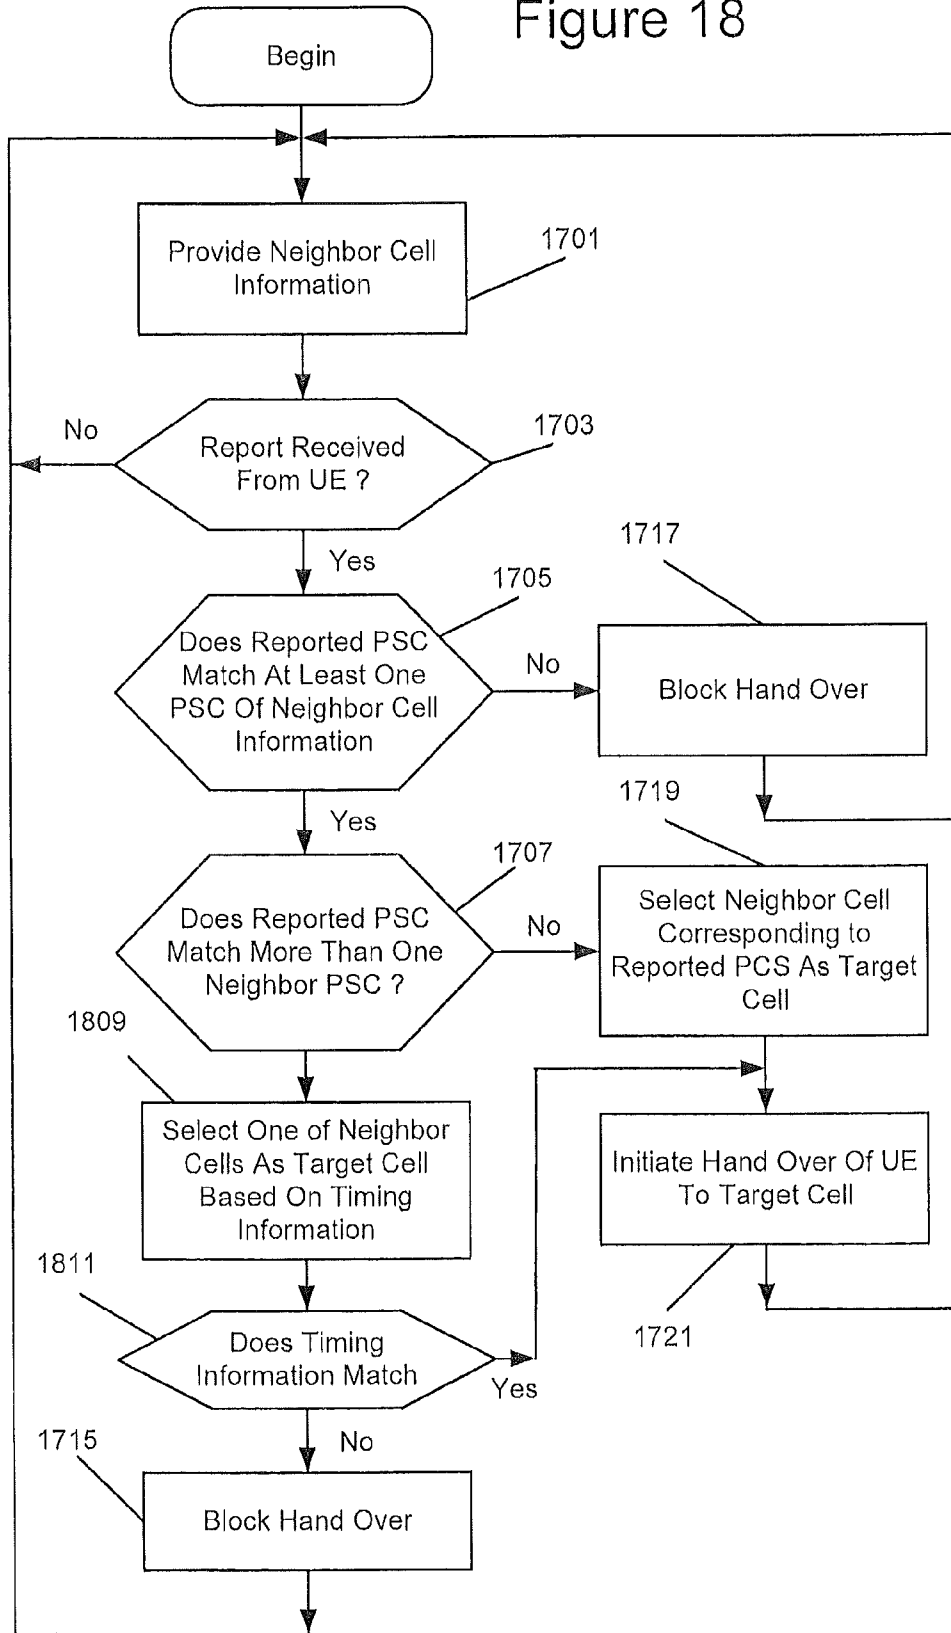 Figure 18
Begin
Provide Neighbor Cell
Information
1701
No
Report Received
From UE ?
1703
Yes
1705
1717
Does Reported PSC
Match At Least One
PSC Of Neighbor Cell
Information
No
Block Hand Over
Yes
1707
1719
Does Reported PSC
Match More Than One
Neighbor PSC ?
No
Select Neighbor Cell
Corresponding to
Reported PCS As Target
Cell
1809
Select One of Neighbor
Cells As Target Cell
Based On Timing
Information
Initiate Hand Over Of UE
To Target Cell
1721
1811
Does Timing
Information Match
Yes
No
1715
Block Hand Over